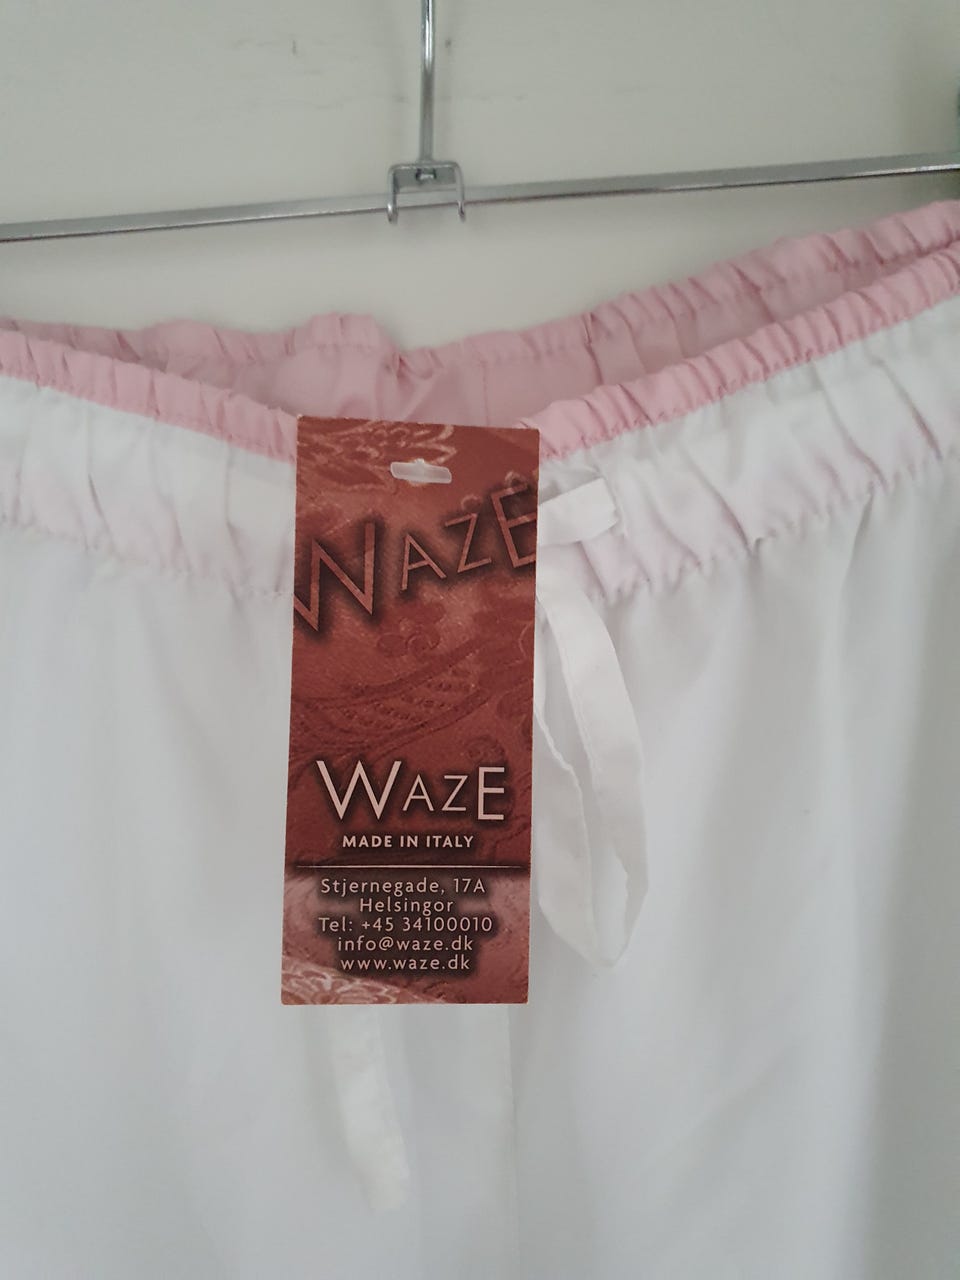 WAZE
WAZE
MADE IN ITALY
Stjernegade, 17A
Helsingor
Tel: +45 34100010
info@waze.dk
www.waze.dk